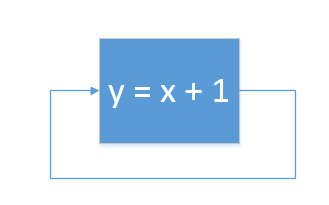 y = x + 1